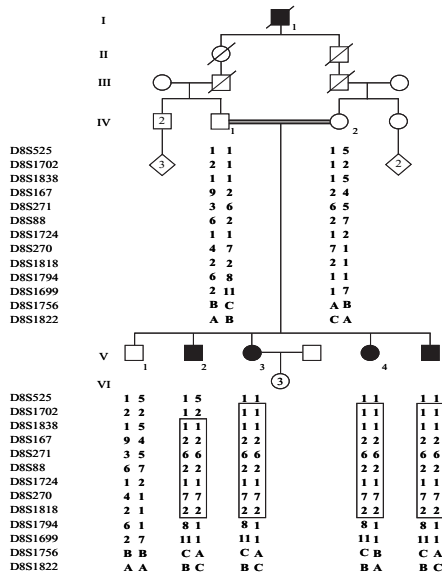 I
1
II
III
IV
2
1
2
3
2
D8S525 1 1 1 5
D8S1702 2 1 1 2
D8S1838 1 1 1 5
D8S167 9 2 2 4
D8S271 3 6 6 5
D8S88 6 2 2 7
D8S1724 1 1 1 2
D8S270 4 7 7 1
D8S1818 2 2 2 1
D8S1794 6 8 1 1
D8S1699 2 11 1 7
D8S1756 B C A B
D8S1822 A B C A
V
1 2 3 4
VI
3
D8S525 1 5 1 5 1 1 1 1 1 1
D8S1702 2 2 1 2 1 1 1 1 1 1
D8S1838 1 5 1 1 1 1 1 1 1 1
D8S167 9 4 2 2 2 2 2 2 2 2
D8S271 3 5 6 6 6 6 6 6 6 6
D8S88 6 7 2 2 2 2 2 2 2 2
D8S1724 1 2 1 1 1 1 1 1 1 1
D8S270 4 1 7 7 7 7 7 7 7 7
D8S1818 2 1 2 2 2 2 2 2 2 2
D8S1794 6 1 8 1 8 1 8 1 8 1
D8S1699 2 7 11 1 11 1 11 1 11 1
D8S1756 B B C A C A C B C A
D8S1822 A A B C B C B A B C